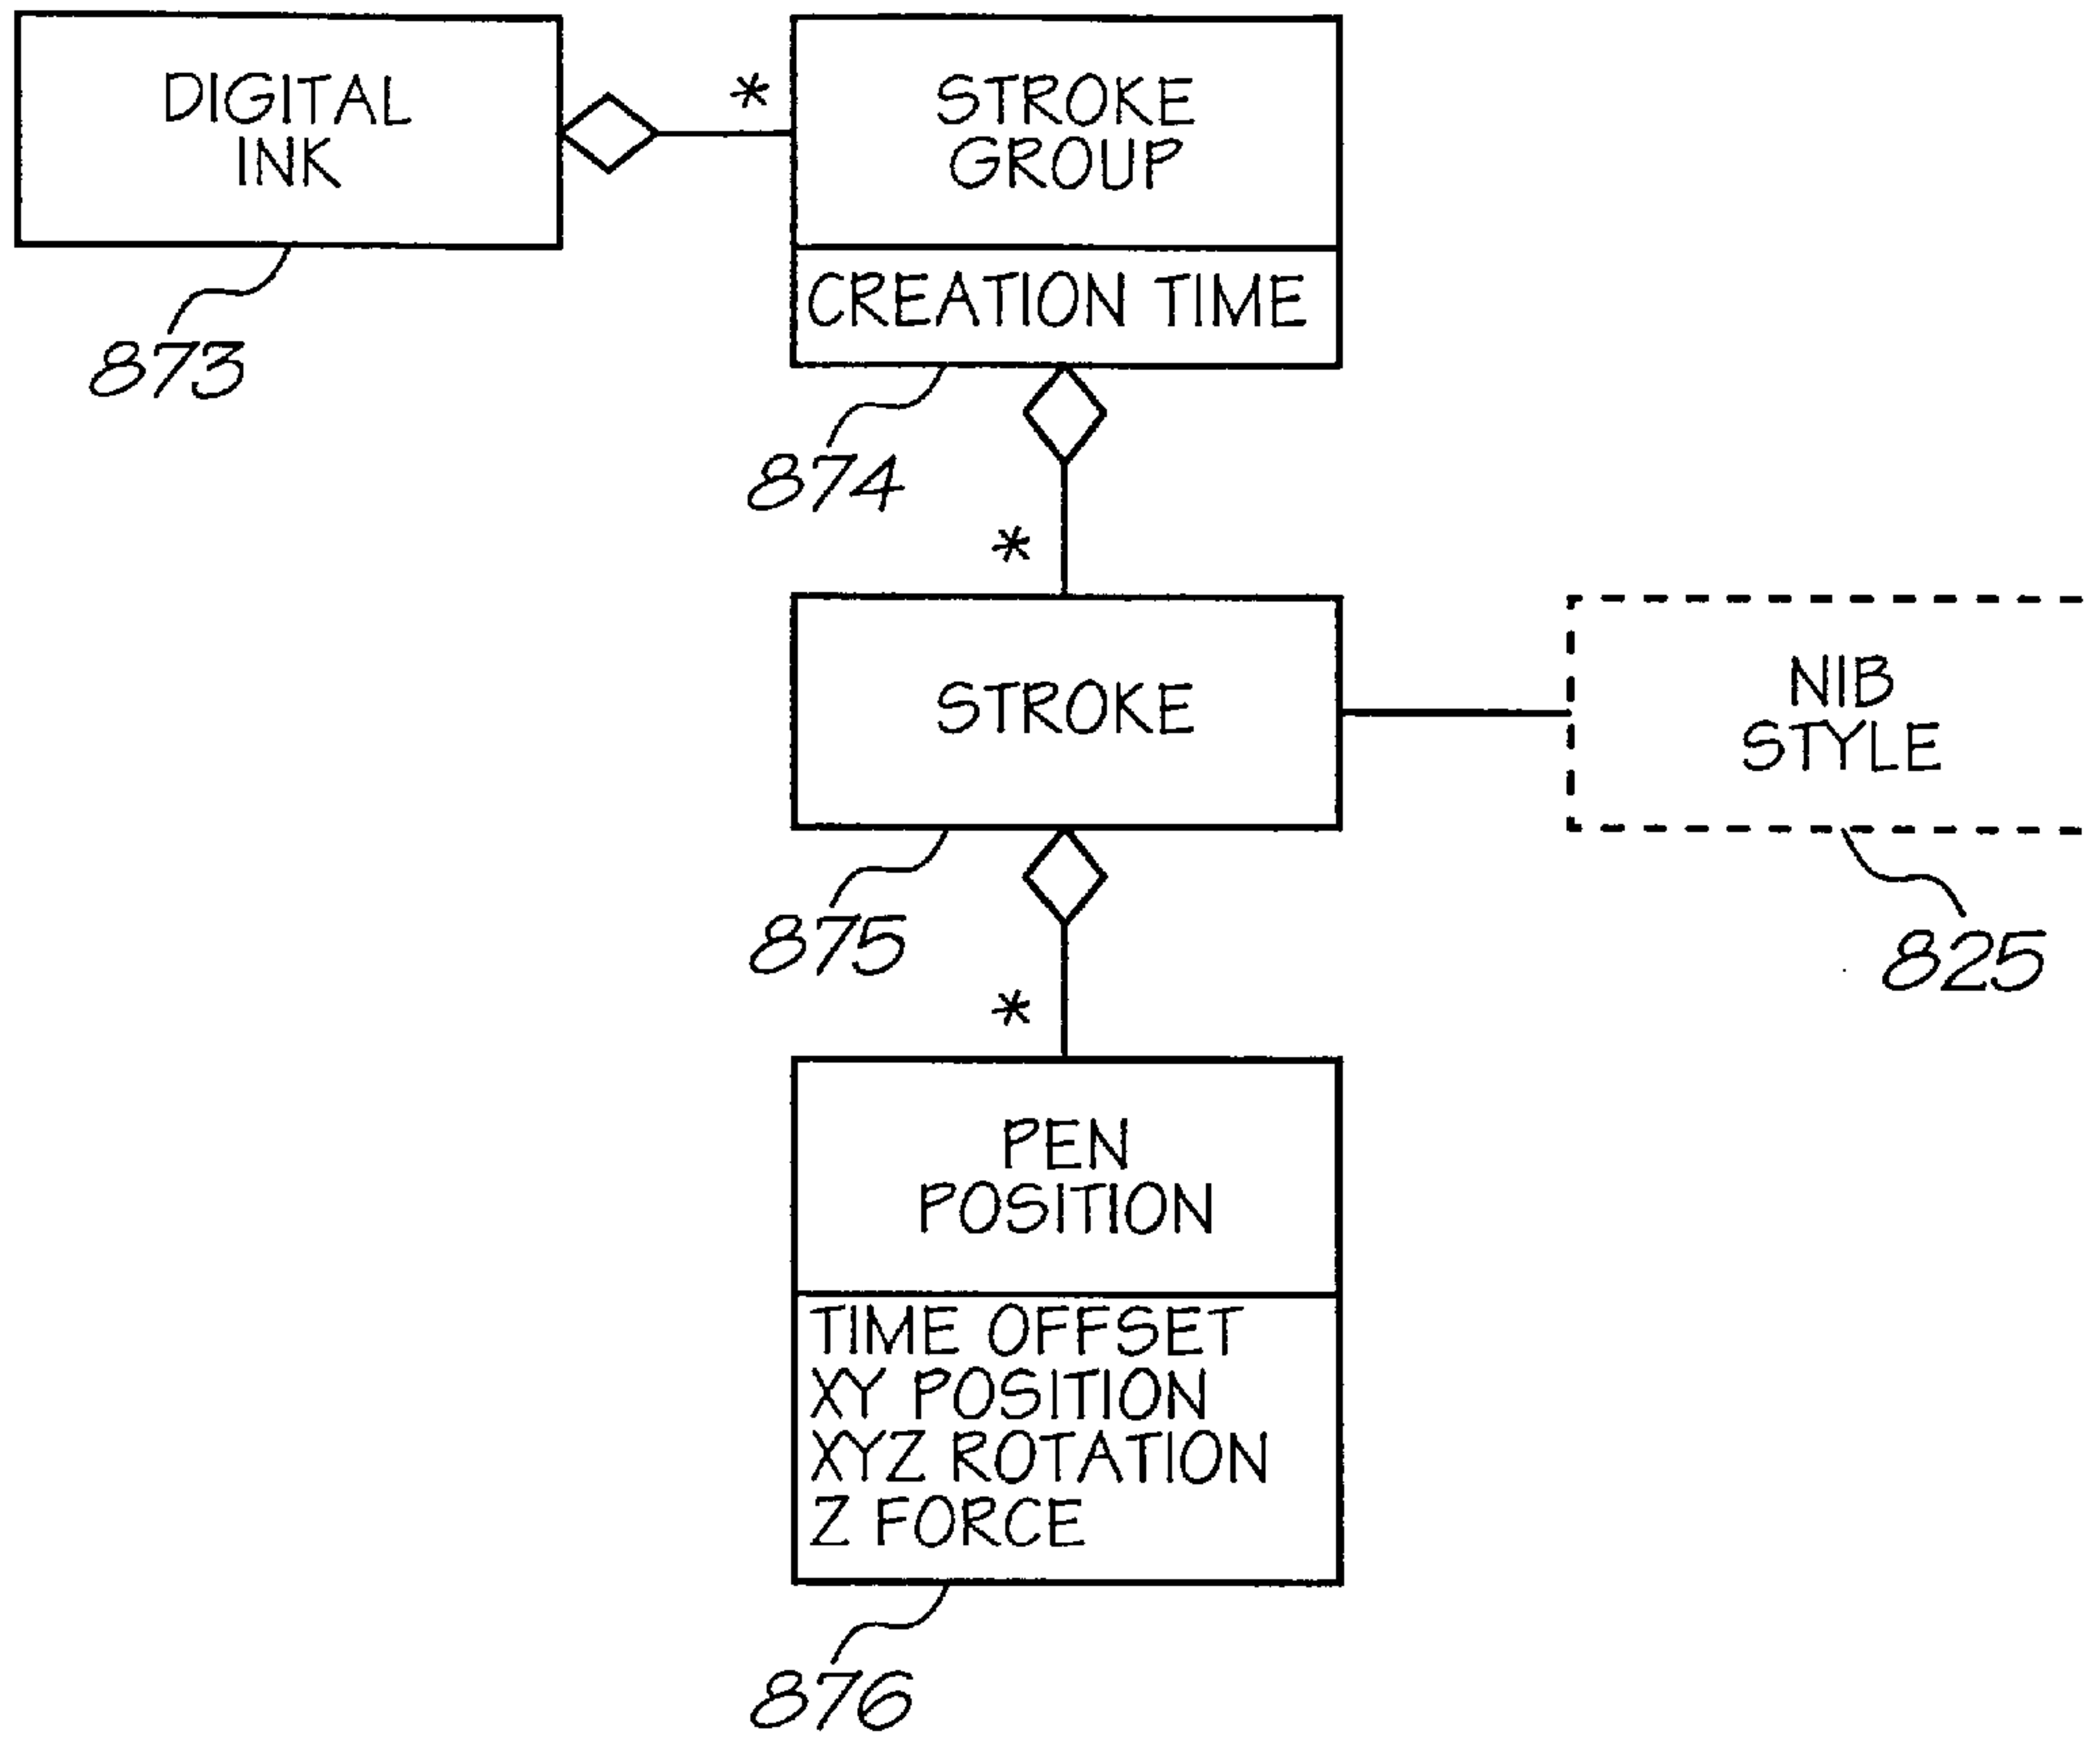 DIGITAL
INK
*
STROKE
GROUP
CREATION TIME
873
874
*
STROKE
NIB
STYLE
875
825
*
PEN
POSITION
TIME OFFSET
XY POSITION
XYZ ROTATION
Z FORCE
876